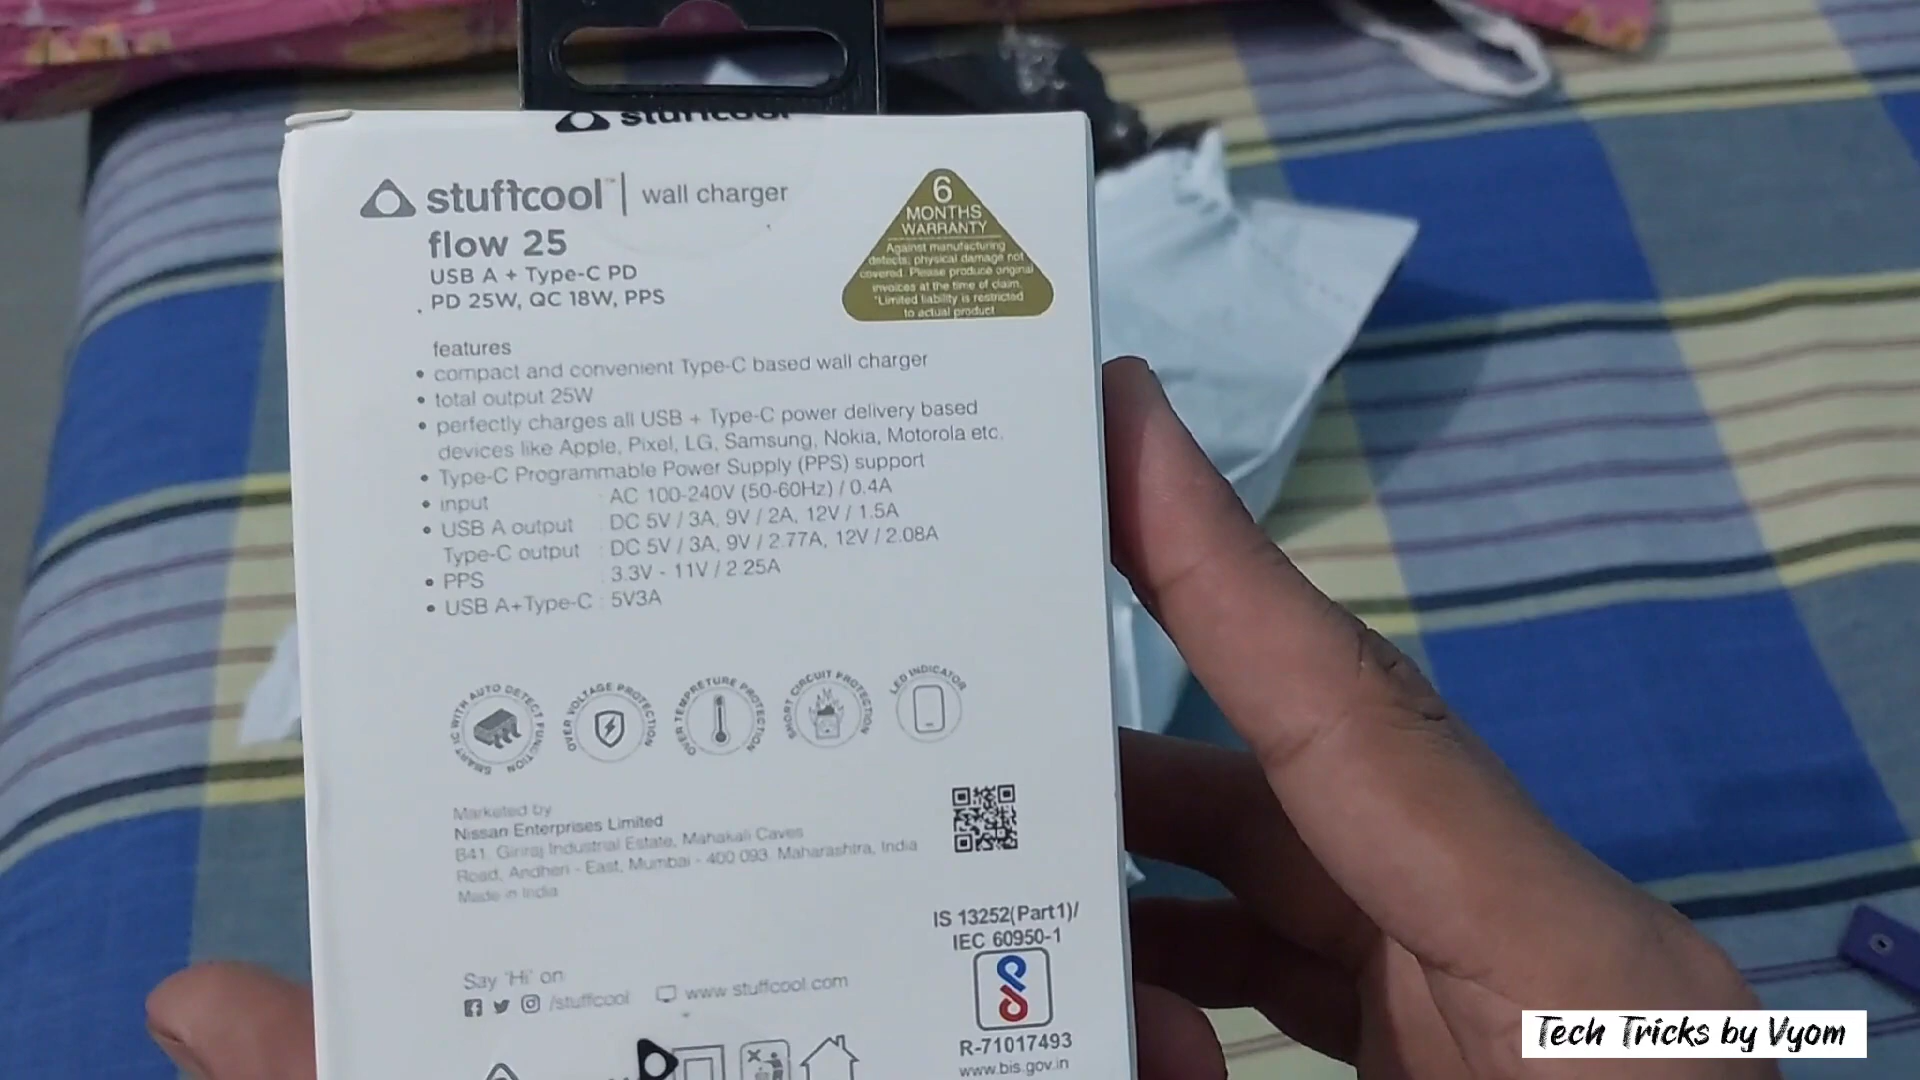 stuffcool
stuffcool™ | wall charger
flow 25
USB A + Type-C PD
PD 25W, QC 18W, PPS
6
MONTHS
WARRANTY
Against manufacturing
defects, physical damage not
covered. Please produce original
invoices at the time of claim.
*Limited liability is restricted
to actual product
features
• compact and convenient Type-C based wall charger
• total output 25W
• perfectly charges all USB + Type-C power delivery based
devices like Apple, Pixel, LG, Samsung, Nokia, Motorola etc.
• Type-C Programmable Power Supply (PPS) support
• input : AC 100-240V (50-60Hz) / 0.4A
• USB A output : DC 5V / 3A, 9V / 2A, 12V / 1.5A
Type-C output : DC 5V / 3A, 9V / 2.77A, 12V / 2.08A
• PPS : 3.3V - 11V / 2.25A
• USB A+Type-C : 5V3A
SMART IC WITH AUTO DETECT FUNCTION
OVER VOLTAGE PROTECTION
OVER TEMPRETURE PROTECTION
SHORT CIRCUIT PROTECTION
LED INDICATOR
Marketed by
Nissan Enterprises Limited
B41, Giriraj Industrial Estate, Mahakali Caves
Road, Andheri - East, Mumbai - 400 093. Maharashtra, India
Made in India
IS 13252(Part1)/
IEC 60950-1
R-71017493
www.bis.gov.in
Say 'Hi' on
/stuffcool www.stuffcool.com
Tech Tricks by Vyom